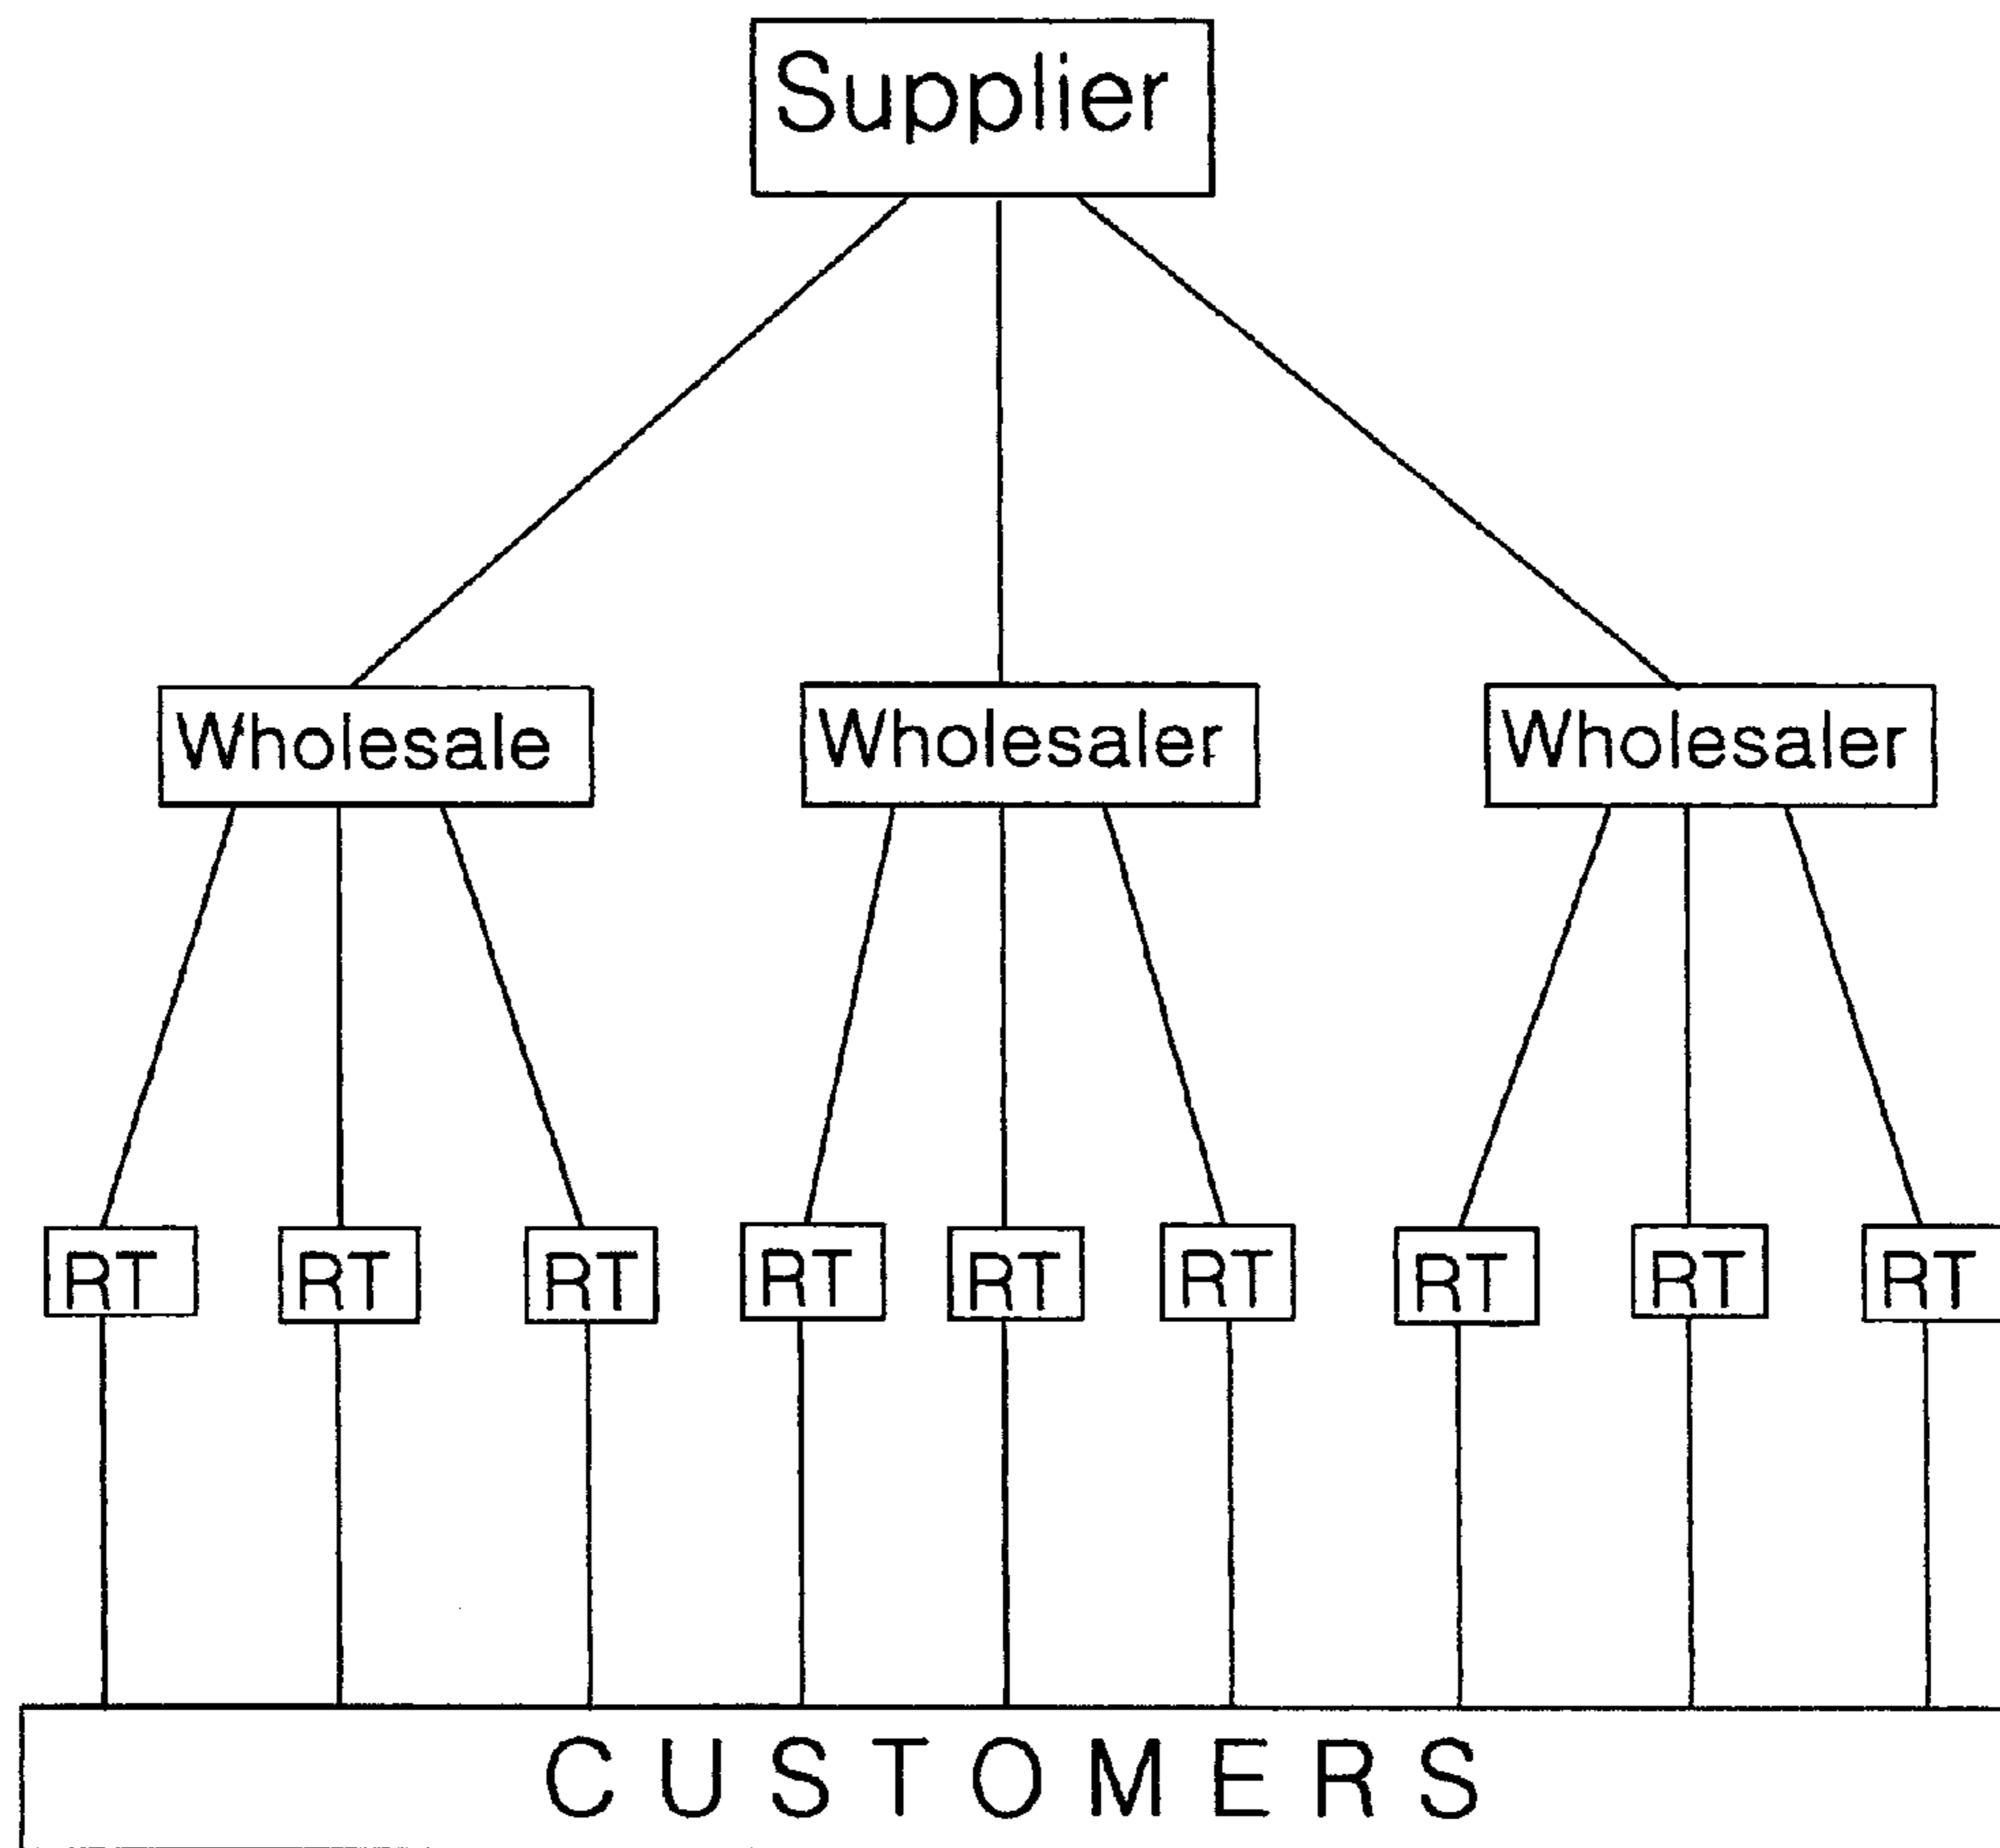 Supplier
Wholesale Wholesaler Wholesaler
RT RT RT RT RT RT RT RT RT
CUSTOMERS